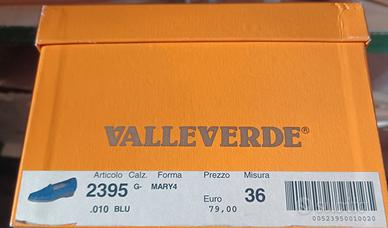 VALLEVERDE®
Articolo Calz. Forma Prezzo Misura
2395 G- MARY4 Euro 36
.010 BLU 79,00
00523950010020